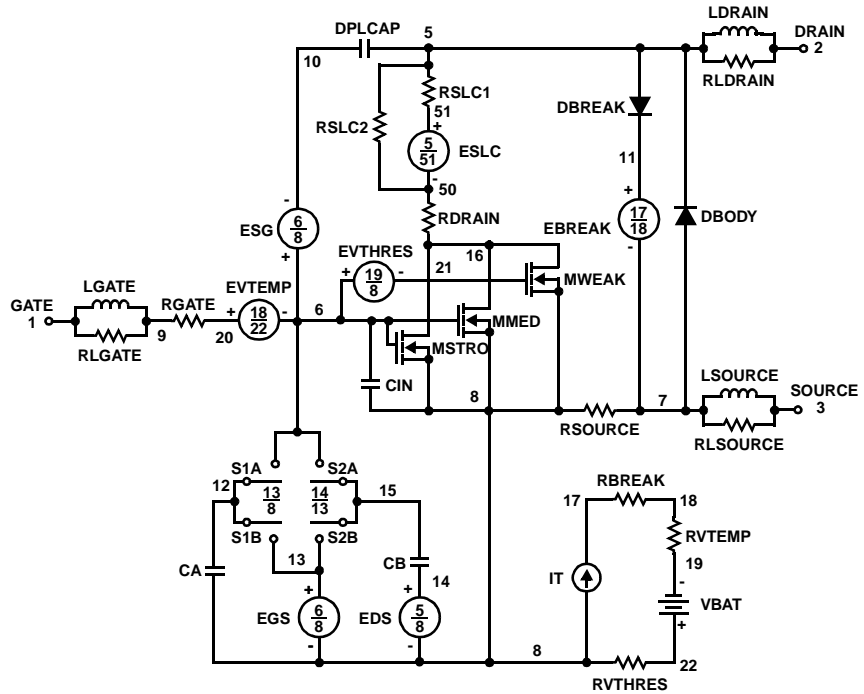 LDRAIN
DPLCAP 5 DRAIN
10 2
RSLC1 RLDRAIN
51 DBREAK
RSLC2 + 5/51 ESLC
- 50 11
- RDRAIN + 17/18
ESG 6/8 EBREAK DBODY
+ EVTHRES 16 -
+ 19/8 - 21 MWEAK
LGATE EVTEMP
GATE RGATE + 18/22 - 6 MMED
1 9 20 MSTRO
RLGATE LSOURCE
CIN 8 7 SOURCE
3
RSOURCE RLSOURCE
S1A S2A RBREAK
12 13/8 14/13 15 17 18
S1B S2B RVTEMP
13 CB 19
CA 14 IT -
+ + VBAT
EGS 6/8 EDS 5/8 +
- - 8 22
RVTHRES